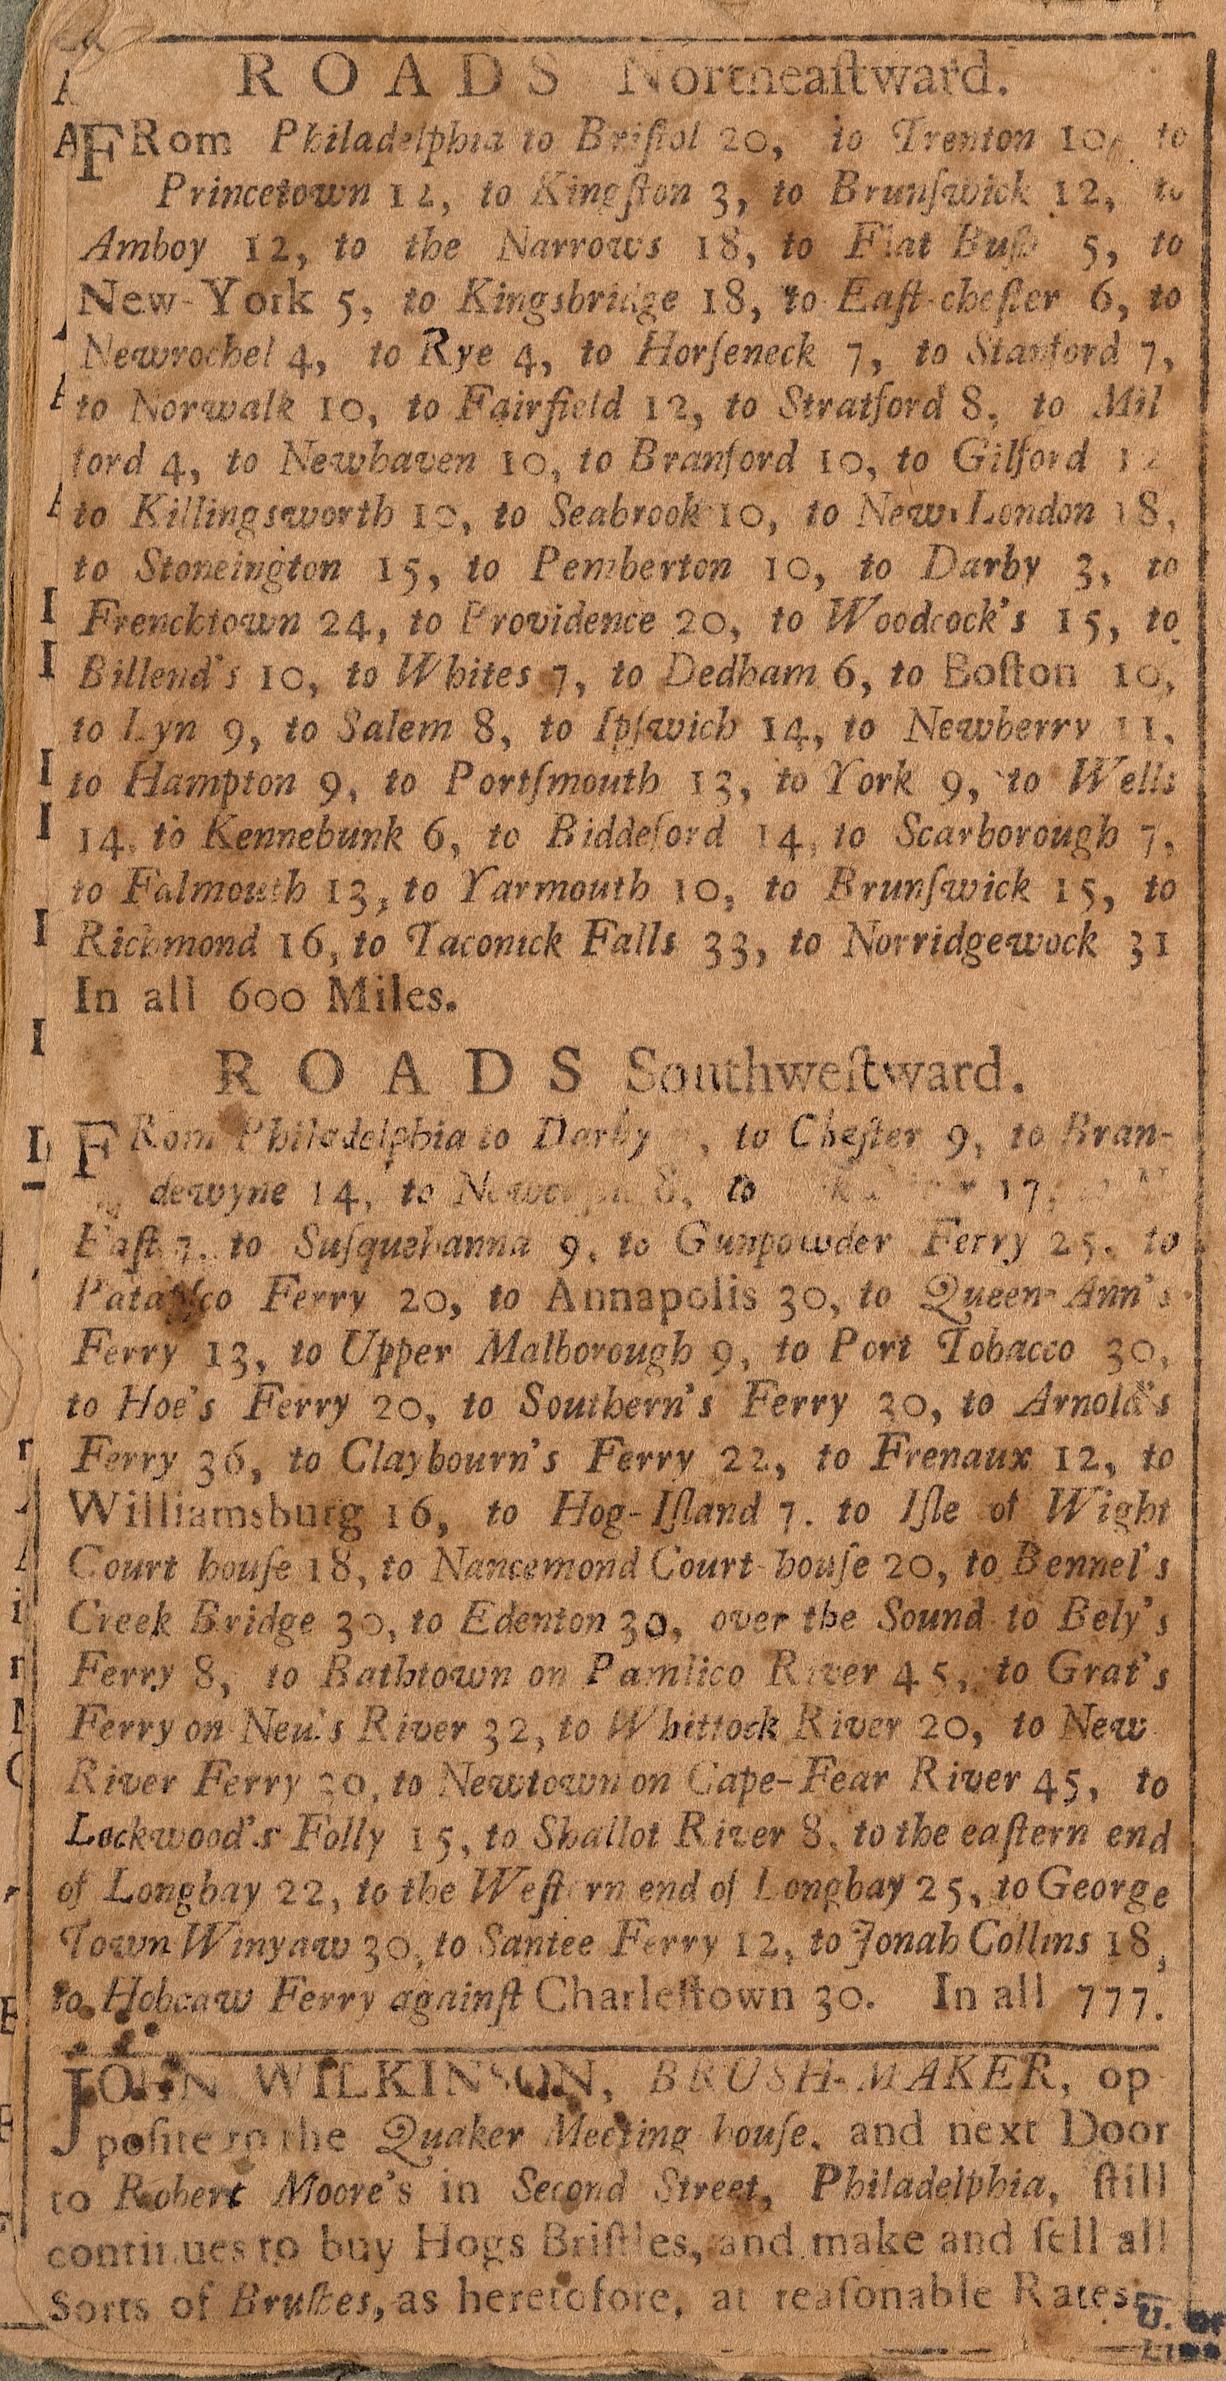 ROADS Northeaſtward.
FRom Philadelphia to Briſtol 20, to Trenton 10, to
Princetown 12, to Kingſton 3, to Brunſwick 12, to
Amboy 12, to the Narrows 18, to Flat Buſh 5, to
New-York 5, to Kingsbridge 18, to Eaſt-cheſter 6, to
Newrochel 4, to Rye 4, to Horſeneck 7, to Stanford 7,
to Norwalk 10, to Fairfield 12, to Stratford 8, to Mil
ford 4, to Newhaven 10, to Branford 10, to Gilford 12
to Killingsworth 10, to Seabrook 10, to New-London 18,
to Stoneington 15, to Pemberton 10, to Darby 3, to
Frencktown 24, to Providence 20, to Woodcock's 15, to
Billend's 10, to Whites 7, to Dedham 6, to Boſton 10,
to Lyn 9, to Salem 8, to Ipſwich 14, to Newberry 11,
to Hampton 9, to Portſmouth 13, to York 9, to Wells
14, to Kennebunk 6, to Biddeford 14, to Scarborough 7,
to Falmouth 13, to Yarmouth 10, to Brunſwick 15, to
Richmond 16, to Taconick Falls 33, to Norridgewock 31
In all 600 Miles.
ROADS Southweſtward.
FRom Philadelphia to Darby , to Cheſter 9, to Bran-
dewyne 14, to 8, to 17,
Eaſt 7, to Suſquehanna 9, to Gunpowder Ferry 25, to
Patapſco Ferry 20, to Annapolis 30, to Queen-Ann's
Ferry 13, to Upper Malborough 9, to Port Tobacco 30,
to Hoe's Ferry 20, to Southern's Ferry 30, to Arnold's
Ferry 36, to Claybourn's Ferry 22, to Frenaux 12, to
Williamsburg 16, to Hog-Iſland 7. to Iſle of Wight
Court houſe 18, to Nancemond Court-houſe 20, to Bennel's
Creek Bridge 30, to Edenton 30, over the Sound to Bely's
Ferry 8, to Bathtown on Pamlico River 45, to Grat's
Ferry on Neu's River 32, to Whittock River 20, to New
River Ferry 30, to Newtown on Cape-Fear River 45, to
Lockwood's Folly 15, to Shallot River 8, to the eaſtern end
of Longbay 22, to the Weſtern end of Longbay 25, to George
Town Winyaw 30, to Santee Ferry 12, to Jonah Collins 18,
to Hobcaw Ferry againſt Charleſtown 30. In all 777.
JOHN WILKINSON, BRUSH-MAKER, op
poſite to the Quaker Meeting houſe, and next Door
to Robert Moore's in Second Street, Philadelphia, ſtill
continues to buy Hogs Briſtles, and make and ſell all
Sorts of Bruſhes, as heretofore, at reaſonable Rates.
U. OF